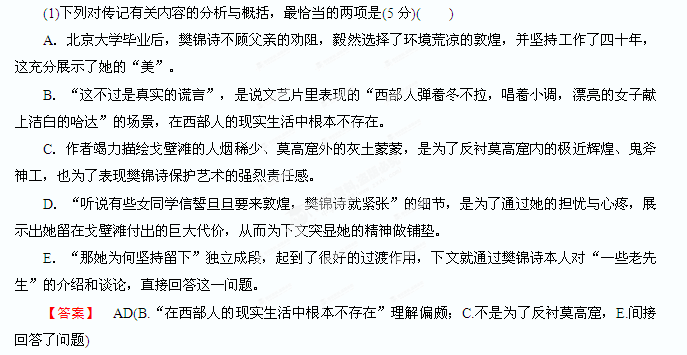 (1)下列对传记有关内容的分析与概括，最恰当的两项是(5分)(　　)
A．北京大学毕业后，樊锦诗不顾父亲的劝阻，毅然选择了环境荒凉的敦煌，并坚持工作了四十年，
这充分展示了她的“美”。
B．“这不过是真实的谎言”，是说文艺片里表现的“西部人弹着冬不拉，唱着小调，漂亮的女子献
上洁白的哈达”的场景，在西部人的现实生活中根本不存在。
C．作者竭力描绘戈壁滩的人烟稀少、莫高窟外的灰土蒙蒙，是为了反衬莫高窟内的极近辉煌、鬼斧
神工，也为了表现樊锦诗保护艺术的强烈责任感。
D．“听说有些女同学信誓且且要来敦煌，樊锦诗就紧张”的细节，是为了通过她的担忧与心疼，展
示出她留在戈壁滩付出的巨大代价，从而为下文突显她的精神做铺垫。
E．“那她为何坚持留下”独立成段，起到了很好的过渡作用，下文就通过樊锦诗本人对“一些老先
生”的介绍和谈论，直接回答这一问题。
【答案】　AD(B.“在西部人的现实生活中根本不存在”理解偏颇；C.不是为了反衬莫高窟，E.间接
回答了问题)